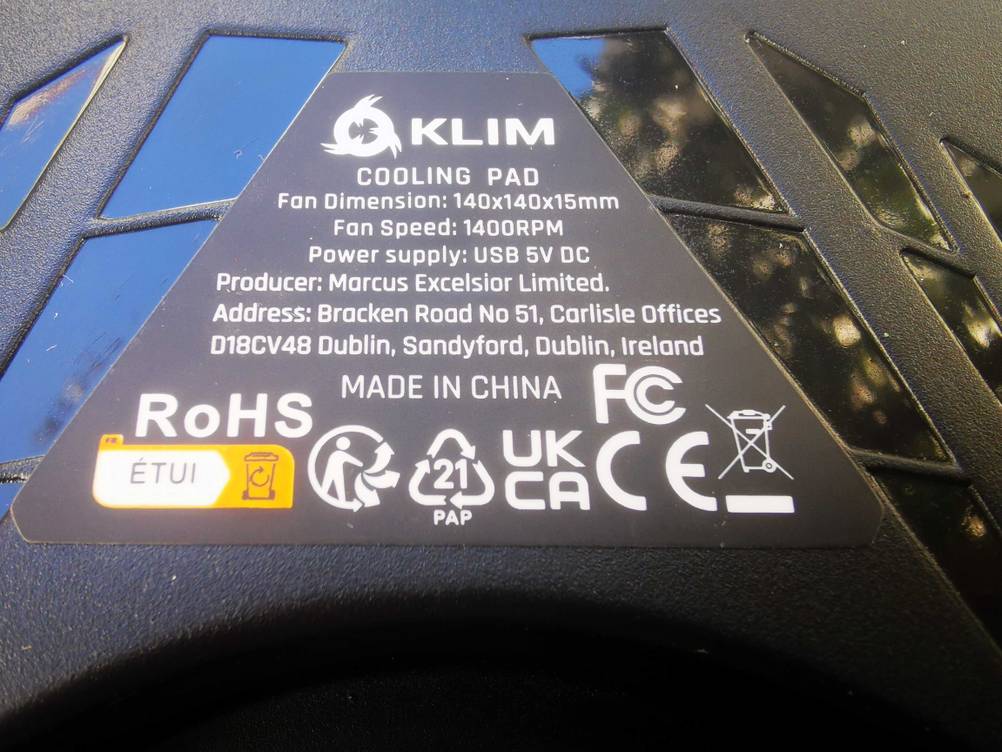 KLIM
COOLING PAD
Fan Dimension: 140x140x15mm
Fan Speed: 1400RPM
Power supply: USB 5V DC
Producer: Marcus Excelsior Limited.
Address: Bracken Road No 51, Carlisle Offices
D18CV48 Dublin, Sandyford, Dublin, Ireland
MADE IN CHINA
FC
RoHS
FR
ÉTUI
21
PAP
UK
CA
CE